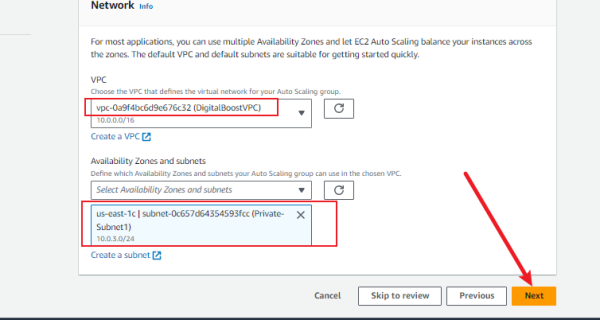 Network Info
For most applications, you can use multiple Availability Zones and let EC2 Auto Scaling balance your instances across
the zones. The default VPC and default subnets are suitable for getting started quickly.
VPC
Choose the VPC that defines the virtual network for your Auto Scaling group.
vpc-0a9f4bc6d9e676c32 (DigitalBoostVPC)
10.0.0.0/16
Create a VPC
Availability Zones and subnets
Define which Availability Zones and subnets your Auto Scaling group can use in the chosen VPC.
Select Availability Zones and subnets
us-east-1c | subnet-0c657d64354593fcc (Private-
Subnet1)
10.0.3.0/24
Create a subnet
Cancel Skip to review Previous Next